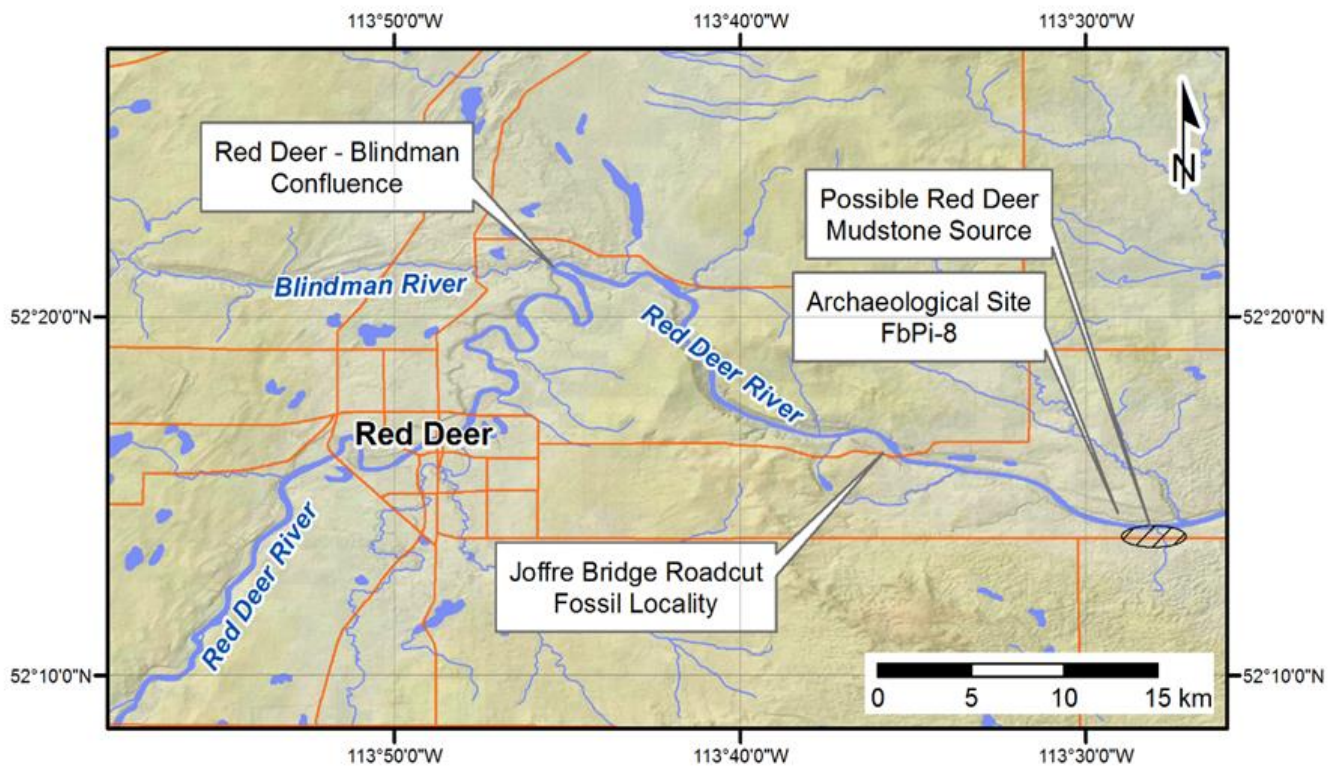 113°50'0"W 113°40'0"W 113°30'0"W
Red Deer - Blindman
Confluence
N
Possible Red Deer
Mudstone Source
Blindman River
Archaeological Site
FbPi-8
52°20'0"N 52°20'0"N
Red Deer River
Red Deer
Red Deer River
Joffre Bridge Roadcut
Fossil Locality
52°10'0"N 52°10'0"N
0 5 10 15 km
113°50'0"W 113°40'0"W 113°30'0"W